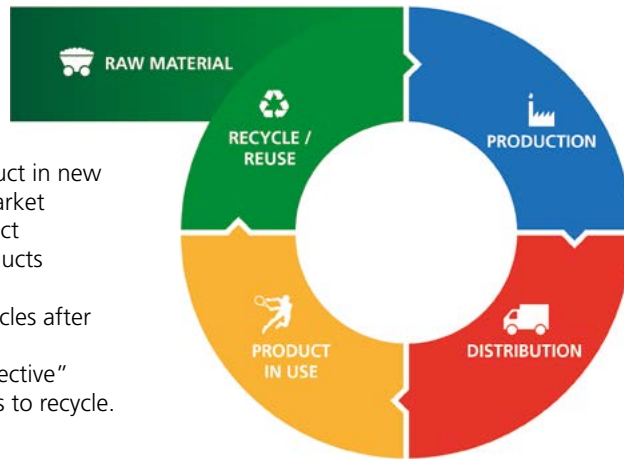 RAW MATERIAL
RECYCLE /
REUSE
PRODUCTION
DISTRIBUTION
PRODUCT
IN USE
uct in new
arket
ct
ucts
cles after
ective”
s to recycle.